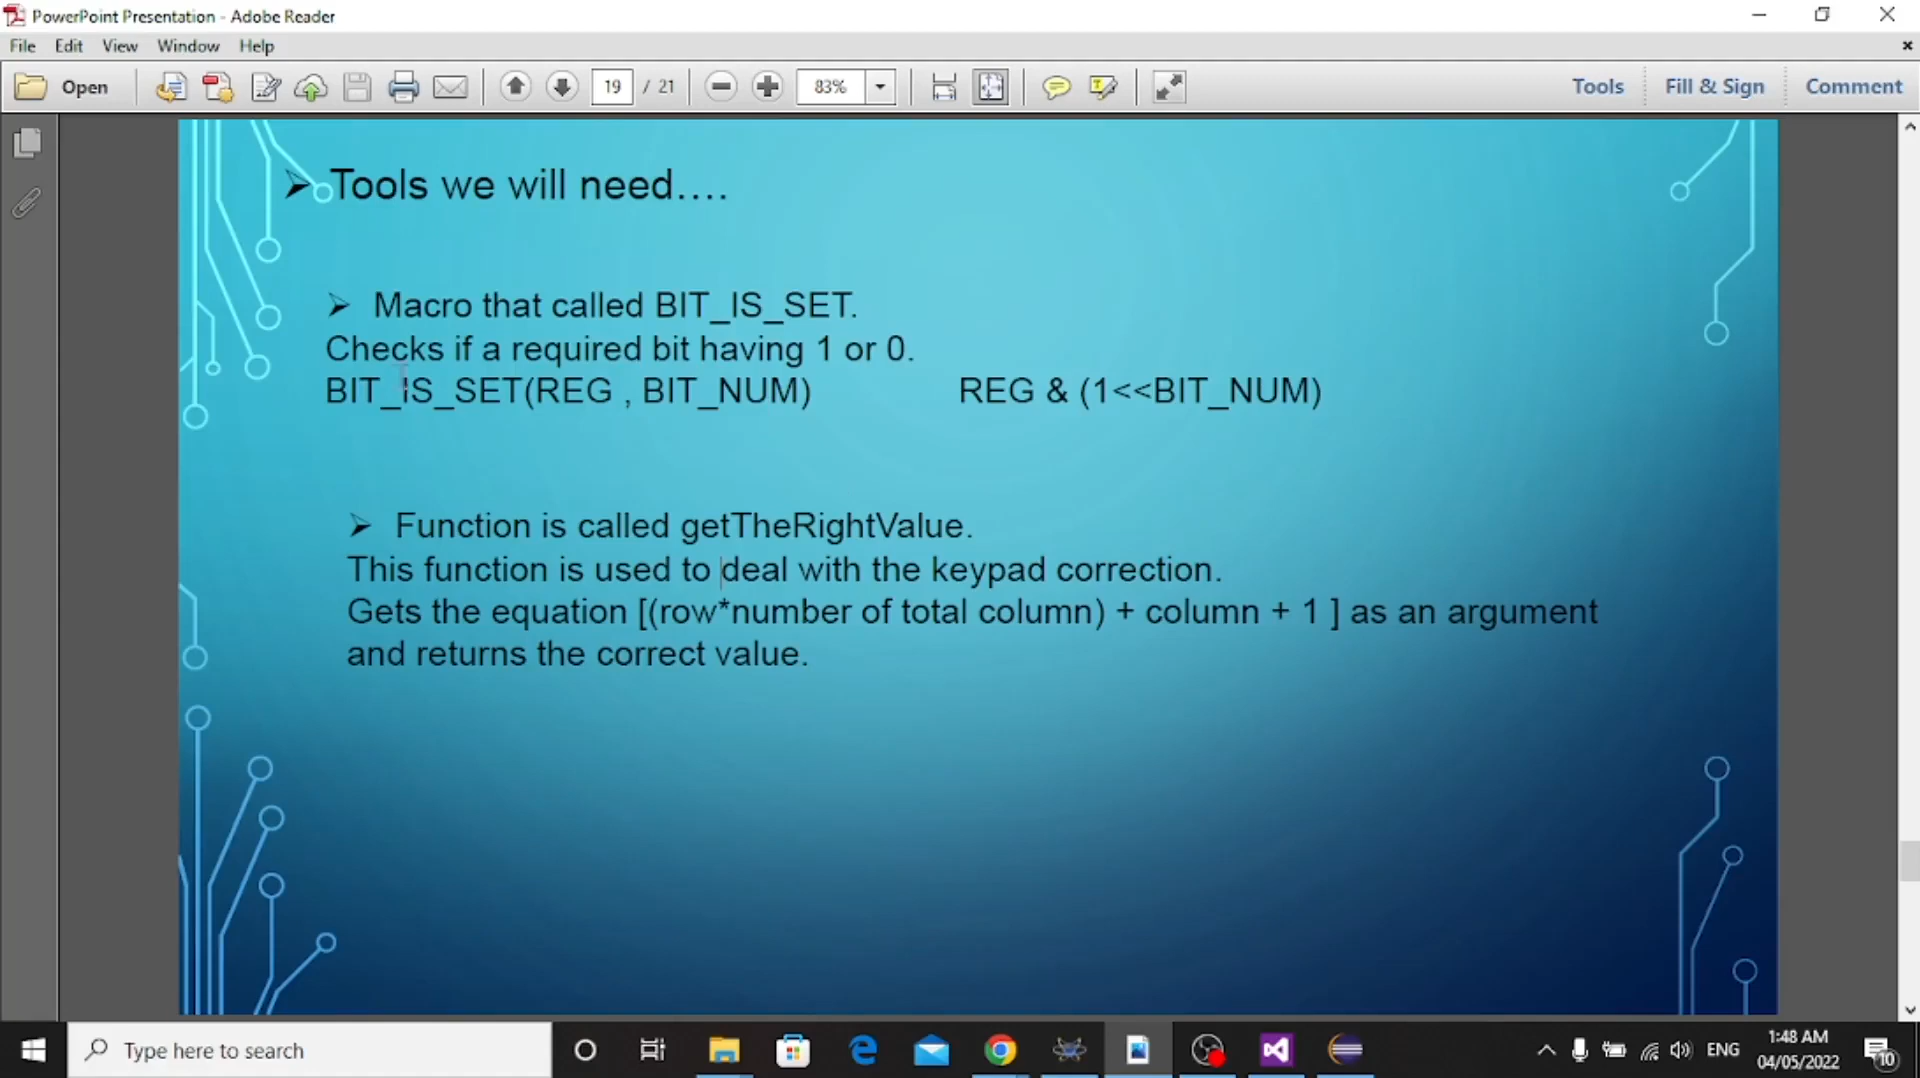 PowerPoint Presentation - Adobe Reader
File Edit View Window Help
Open 19 / 21 83% Tools Fill & Sign Comment
Tools we will need....
Macro that called BIT_IS_SET.
Checks if a required bit having 1 or 0.
BIT_IS_SET(REG , BIT_NUM) REG & (1<<BIT_NUM)
Function is called getTheRightValue.
This function is used to deal with the keypad correction.
Gets the equation [(row*number of total column) + column + 1 ] as an argument
and returns the correct value.
Type here to search
ENG
1:48 AM
04/05/2022
10